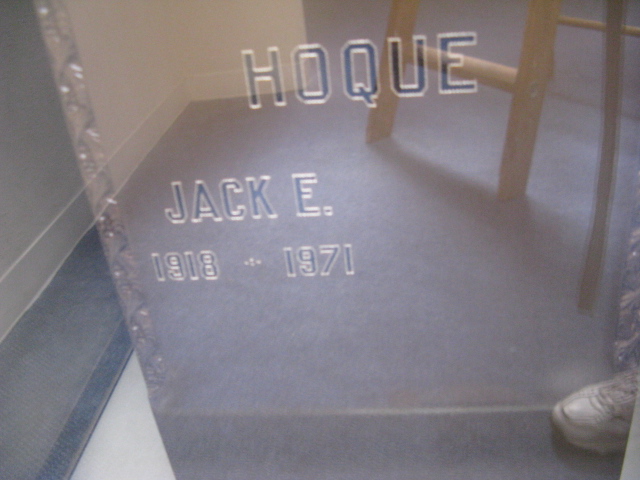 HOQUE
JACK E.
1918 + 1971